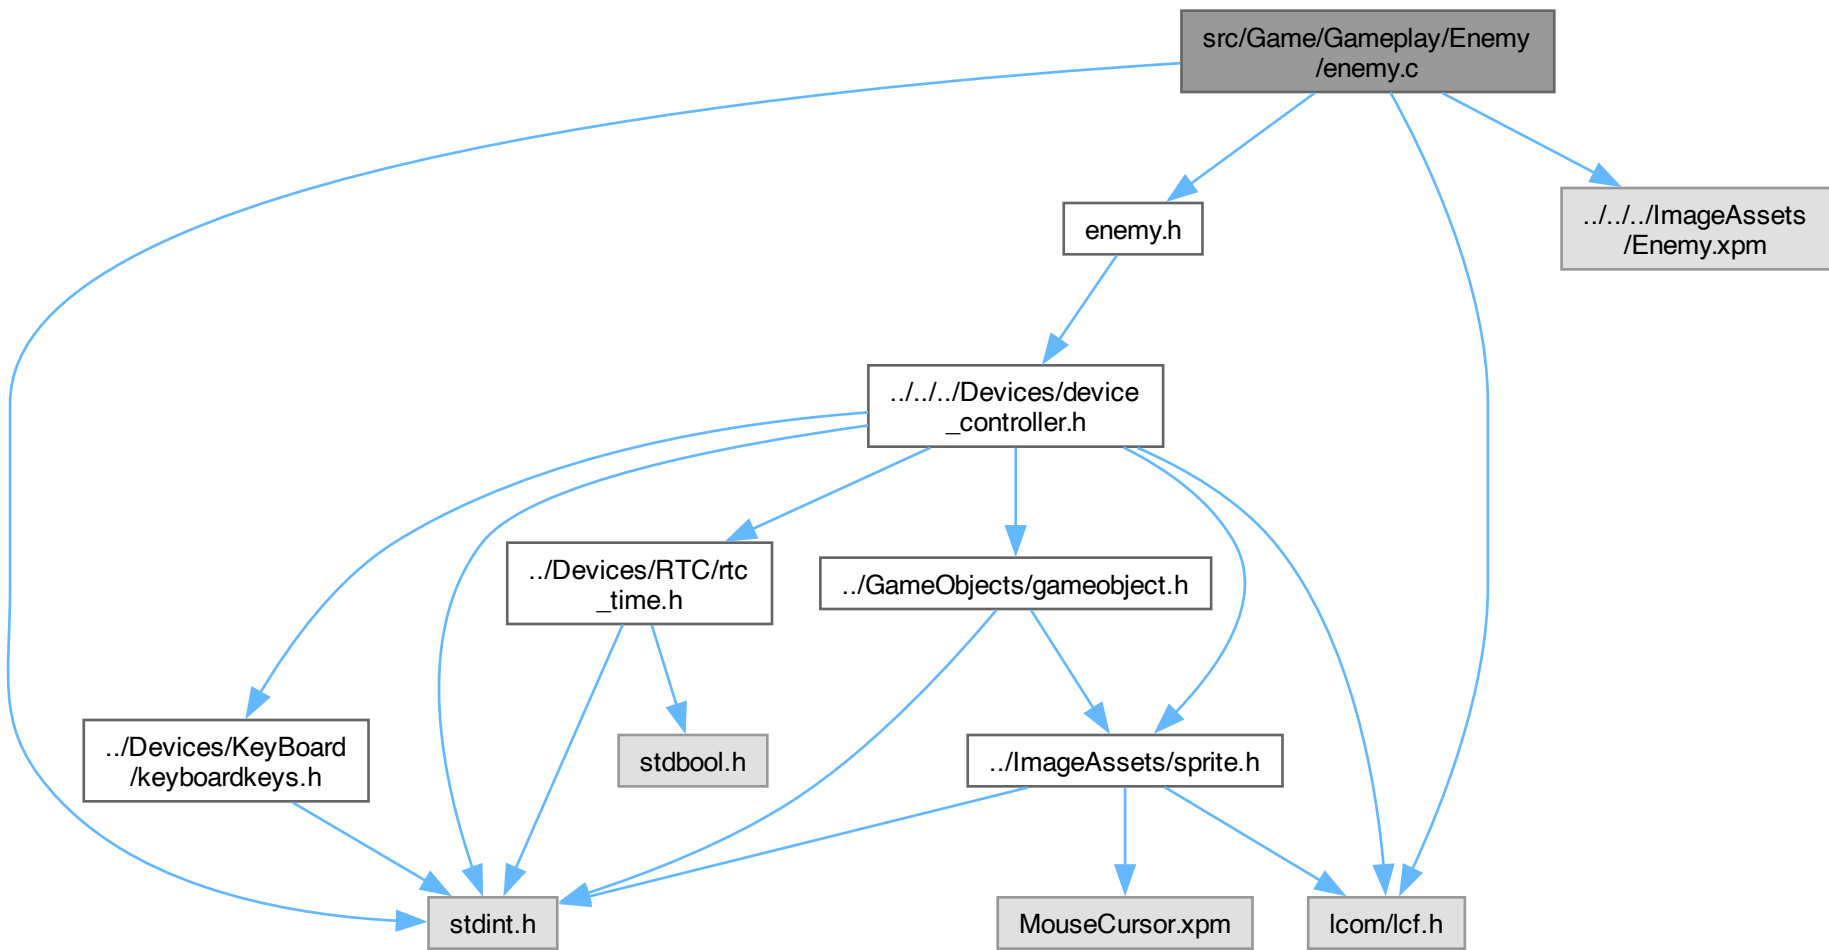 src/Game/Gameplay/Enemy
/enemy.c
enemy.h
../../../ImageAssets
/Enemy.xpm
../../../Devices/device
_controller.h
../Devices/RTC/rtc
_time.h
../GameObjects/gameobject.h
../Devices/KeyBoard
/keyboardkeys.h
stdbool.h
../ImageAssets/sprite.h
stdint.h
MouseCursor.xpm
lcom/lcf.h